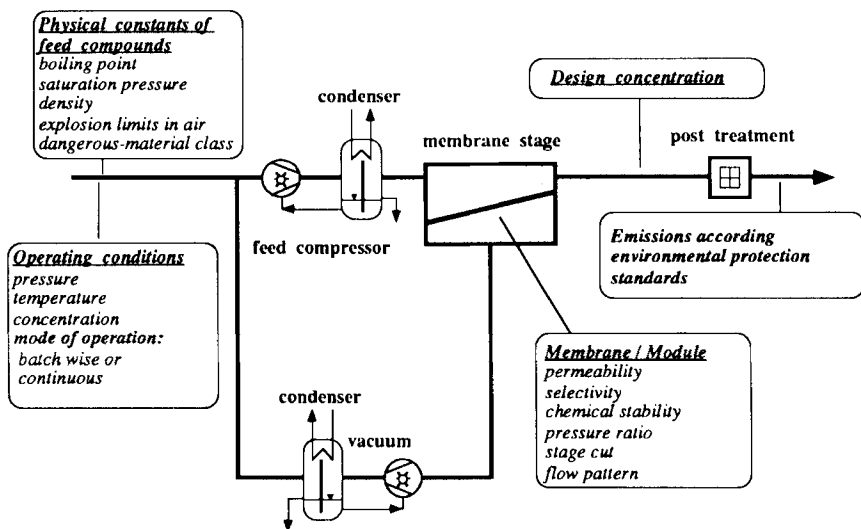 Physical constants of
feed compounds
boiling point
saturation pressure
density
explosion limits in air
dangerous-material class
condenser
membrane stage
Design concentration
post treatment
feed compressor
Operating conditions
pressure
temperature
concentration
mode of operation:
batch wise or
continuous
Emissions according
environmental protection
standards
Membrane / Module
permeability
selectivity
chemical stability
pressure ratio
stage cut
flow pattern
condenser
vacuum